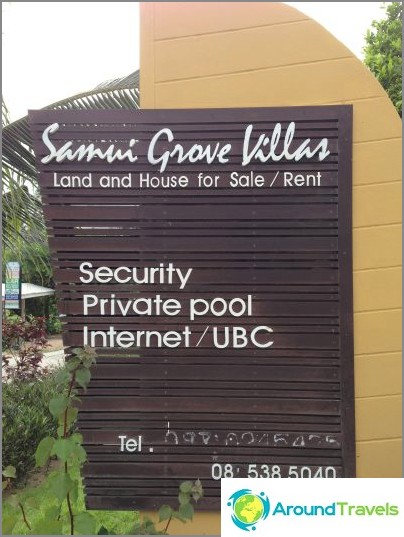 Samui Grove Villas
Land and House for Sale / Rent
Security
Private pool
Internet / UBC
Tel .
08 538 5040
AroundTravels